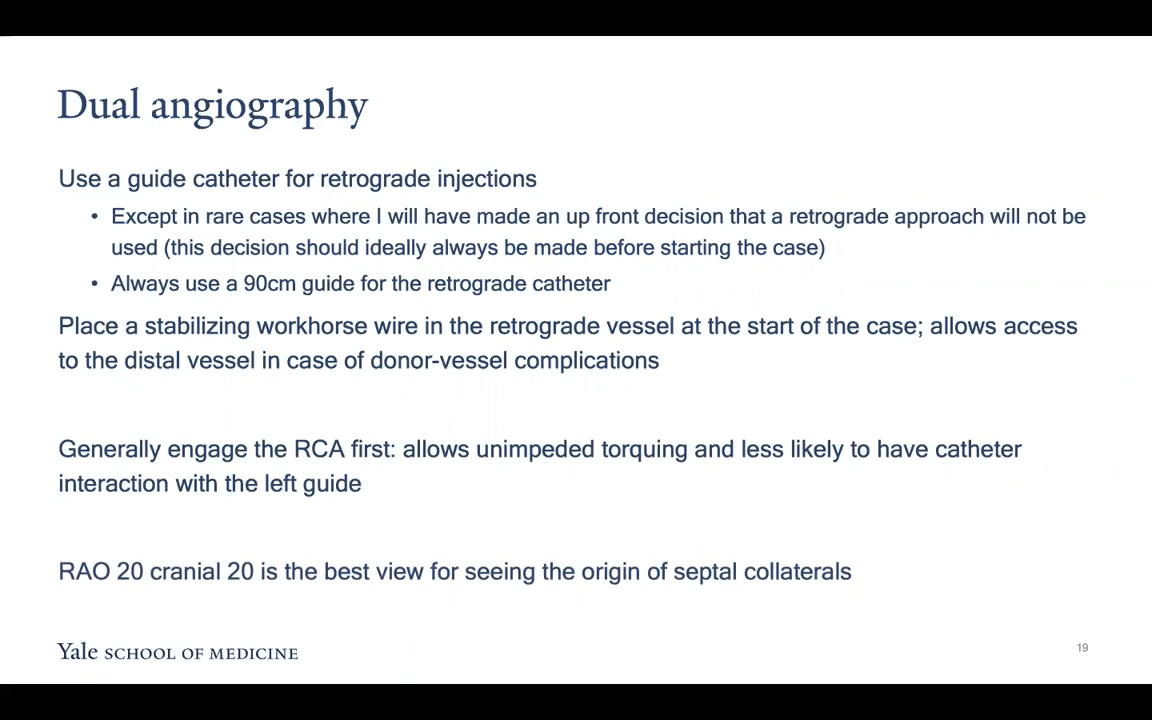 Dual angiography
Use a guide catheter for retrograde injections
• Except in rare cases where I will have made an up front decision that a retrograde approach will not be
used (this decision should ideally always be made before starting the case)
• Always use a 90cm guide for the retrograde catheter
Place a stabilizing workhorse wire in the retrograde vessel at the start of the case; allows access
to the distal vessel in case of donor-vessel complications
Generally engage the RCA first: allows unimpeded torquing and less likely to have catheter
interaction with the left guide
RAO 20 cranial 20 is the best view for seeing the origin of septal collaterals
Yale SCHOOL OF MEDICINE
19